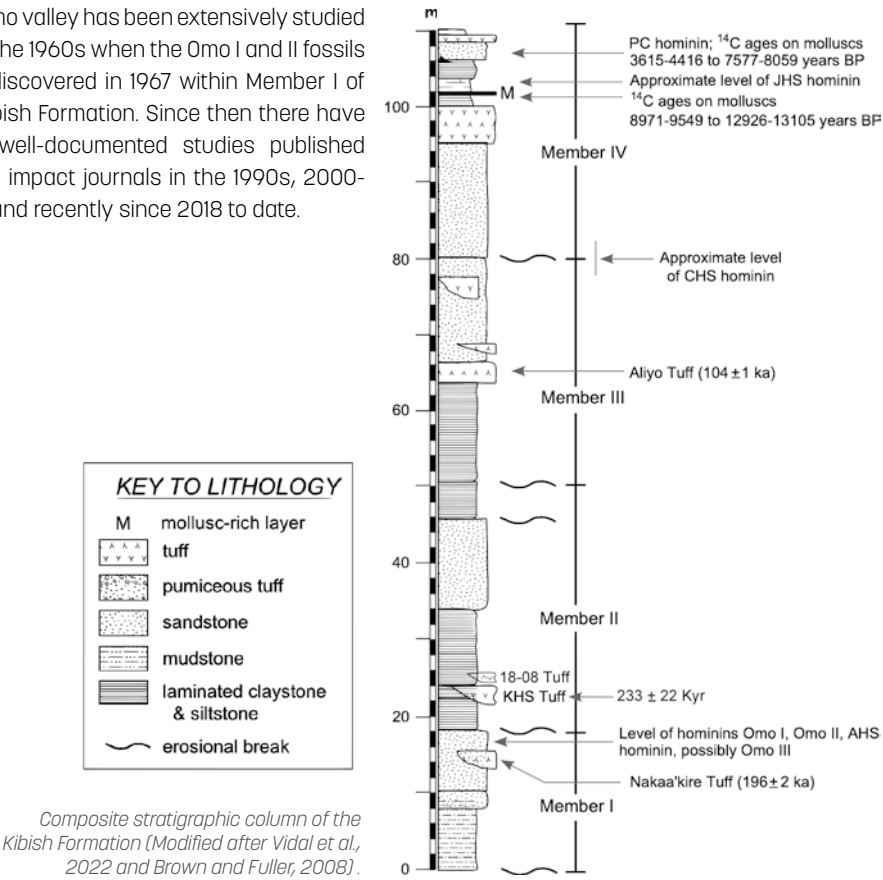 no valley has been extensively studied
he 1960s when the Omo I and II fossils
discovered in 1967 within Member I of
bish Formation. Since then there have
well-documented studies published
impact journals in the 1990s, 2000-
and recently since 2018 to date.
m
100
80
60
40
20
0
PC hominin; ¹⁴C ages on molluscs
3615-4416 to 7577-8059 years BP
Approximate level of JHS hominin
M
¹⁴C ages on molluscs
8971-9549 to 12926-13105 years BP
Member IV
Approximate level
of CHS hominin
Aliyo Tuff (104 ±1 ka)
Member III
Member II
18-08 Tuff
KHS Tuff
233 ± 22 Kyr
Level of hominins Omo I, Omo II, AHS
hominin, possibly Omo III
Nakaa'kire Tuff (196±2 ka)
Member I
KEY TO LITHOLOGY
M mollusc-rich layer
tuff
pumiceous tuff
sandstone
mudstone
laminated claystone
& siltstone
erosional break
Composite stratigraphic column of the
Kibish Formation (Modified after Vidal et al.,
2022 and Brown and Fuller, 2008) .